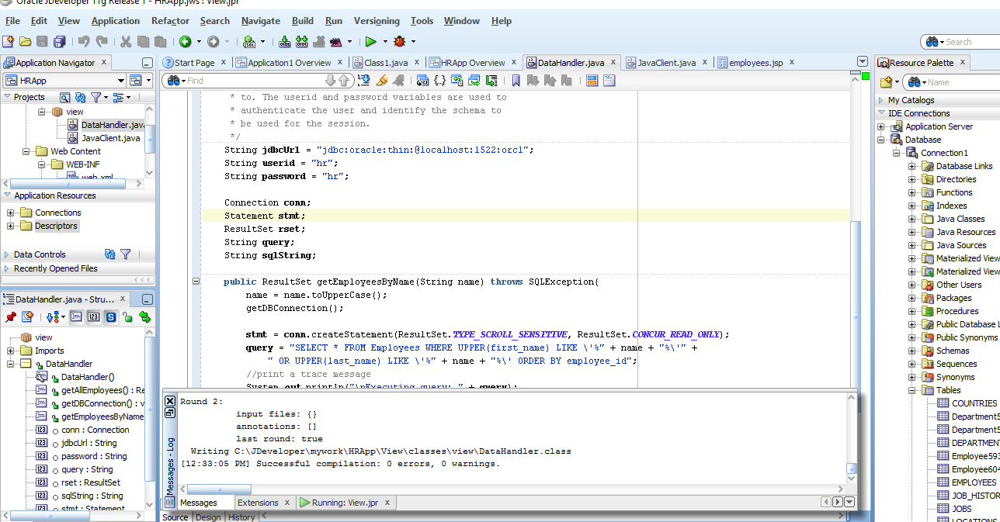 Oracle JDeveloper 11g Release 1 - HRApp.jws : View.jpr
File Edit View Application Refactor Search Navigate Build Run Versioning Tools Window Help
Search
Application Navigator
Start Page
Application1 Overview
Class1.java
HRApp Overview
DataHandler.java
JavaClient.java
employees.jsp
Resource Palette
HRApp
Find
Name
Projects
view
DataHandler.java
JavaClient.java
Web Content
WEB-INF
web.xml
Application Resources
Connections
Descriptors
Data Controls
Recently Opened Files
DataHandler.java - Stru...
view
Imports
DataHandler
DataHandler()
getAllEmployees() : Re
getDBConnection() : v
getEmployeesByName
conn : Connection
jdbcUrl : String
password : String
query : String
rset : ResultSet
sqlString : String
stmt : Statement
* to. The userid and password variables are used to
* authenticate the user and identify the schema to
* be used for the session.
*/
String jdbcUrl = "jdbc:oracle:thin:@localhost:1522:orcl";
String userid = "hr";
String password = "hr";
Connection conn;
Statement stmt;
ResultSet rset;
String query;
String sqlString;
public ResultSet getEmployeesByName(String name) throws SQLException{
name = name.toUpperCase();
getDBConnection();
stmt = conn.createStatement(ResultSet.TYPE_SCROLL_SENSITIVE, ResultSet.CONCUR_READ_ONLY);
query = "SELECT * FROM Employees WHERE UPPER(first_name) LIKE \'%" + name + "%\'" +
" OR UPPER(last_name) LIKE \'%" + name + "%\' ORDER BY employee_id";
//print a trace message
System.out.println("\nExecuting query: " + query);
Messages - Log
Round 2:
input files: {}
annotations: []
last round: true
Writing C:\JDeveloper\mywork\HRApp\View\classes\view\DataHandler.class
[12:33:05 PM] Successful compilation: 0 errors, 0 warnings.
Messages
Extensions
Running: View.jpr
Source Design History
My Catalogs
IDE Connections
Application Server
Database
Connection1
Database Links
Directories
Functions
Indexes
Java Classes
Java Resources
Java Sources
Materialized View
Materialized View
Other Users
Packages
Procedures
Public Database L
Public Synonyms
Schemas
Sequences
Synonyms
Tables
COUNTRIES
Department5
Department5
DEPARTMENT
Employee593
Employee604
EMPLOYEES
JOB_HISTOR
JOBS
LOCATIONS